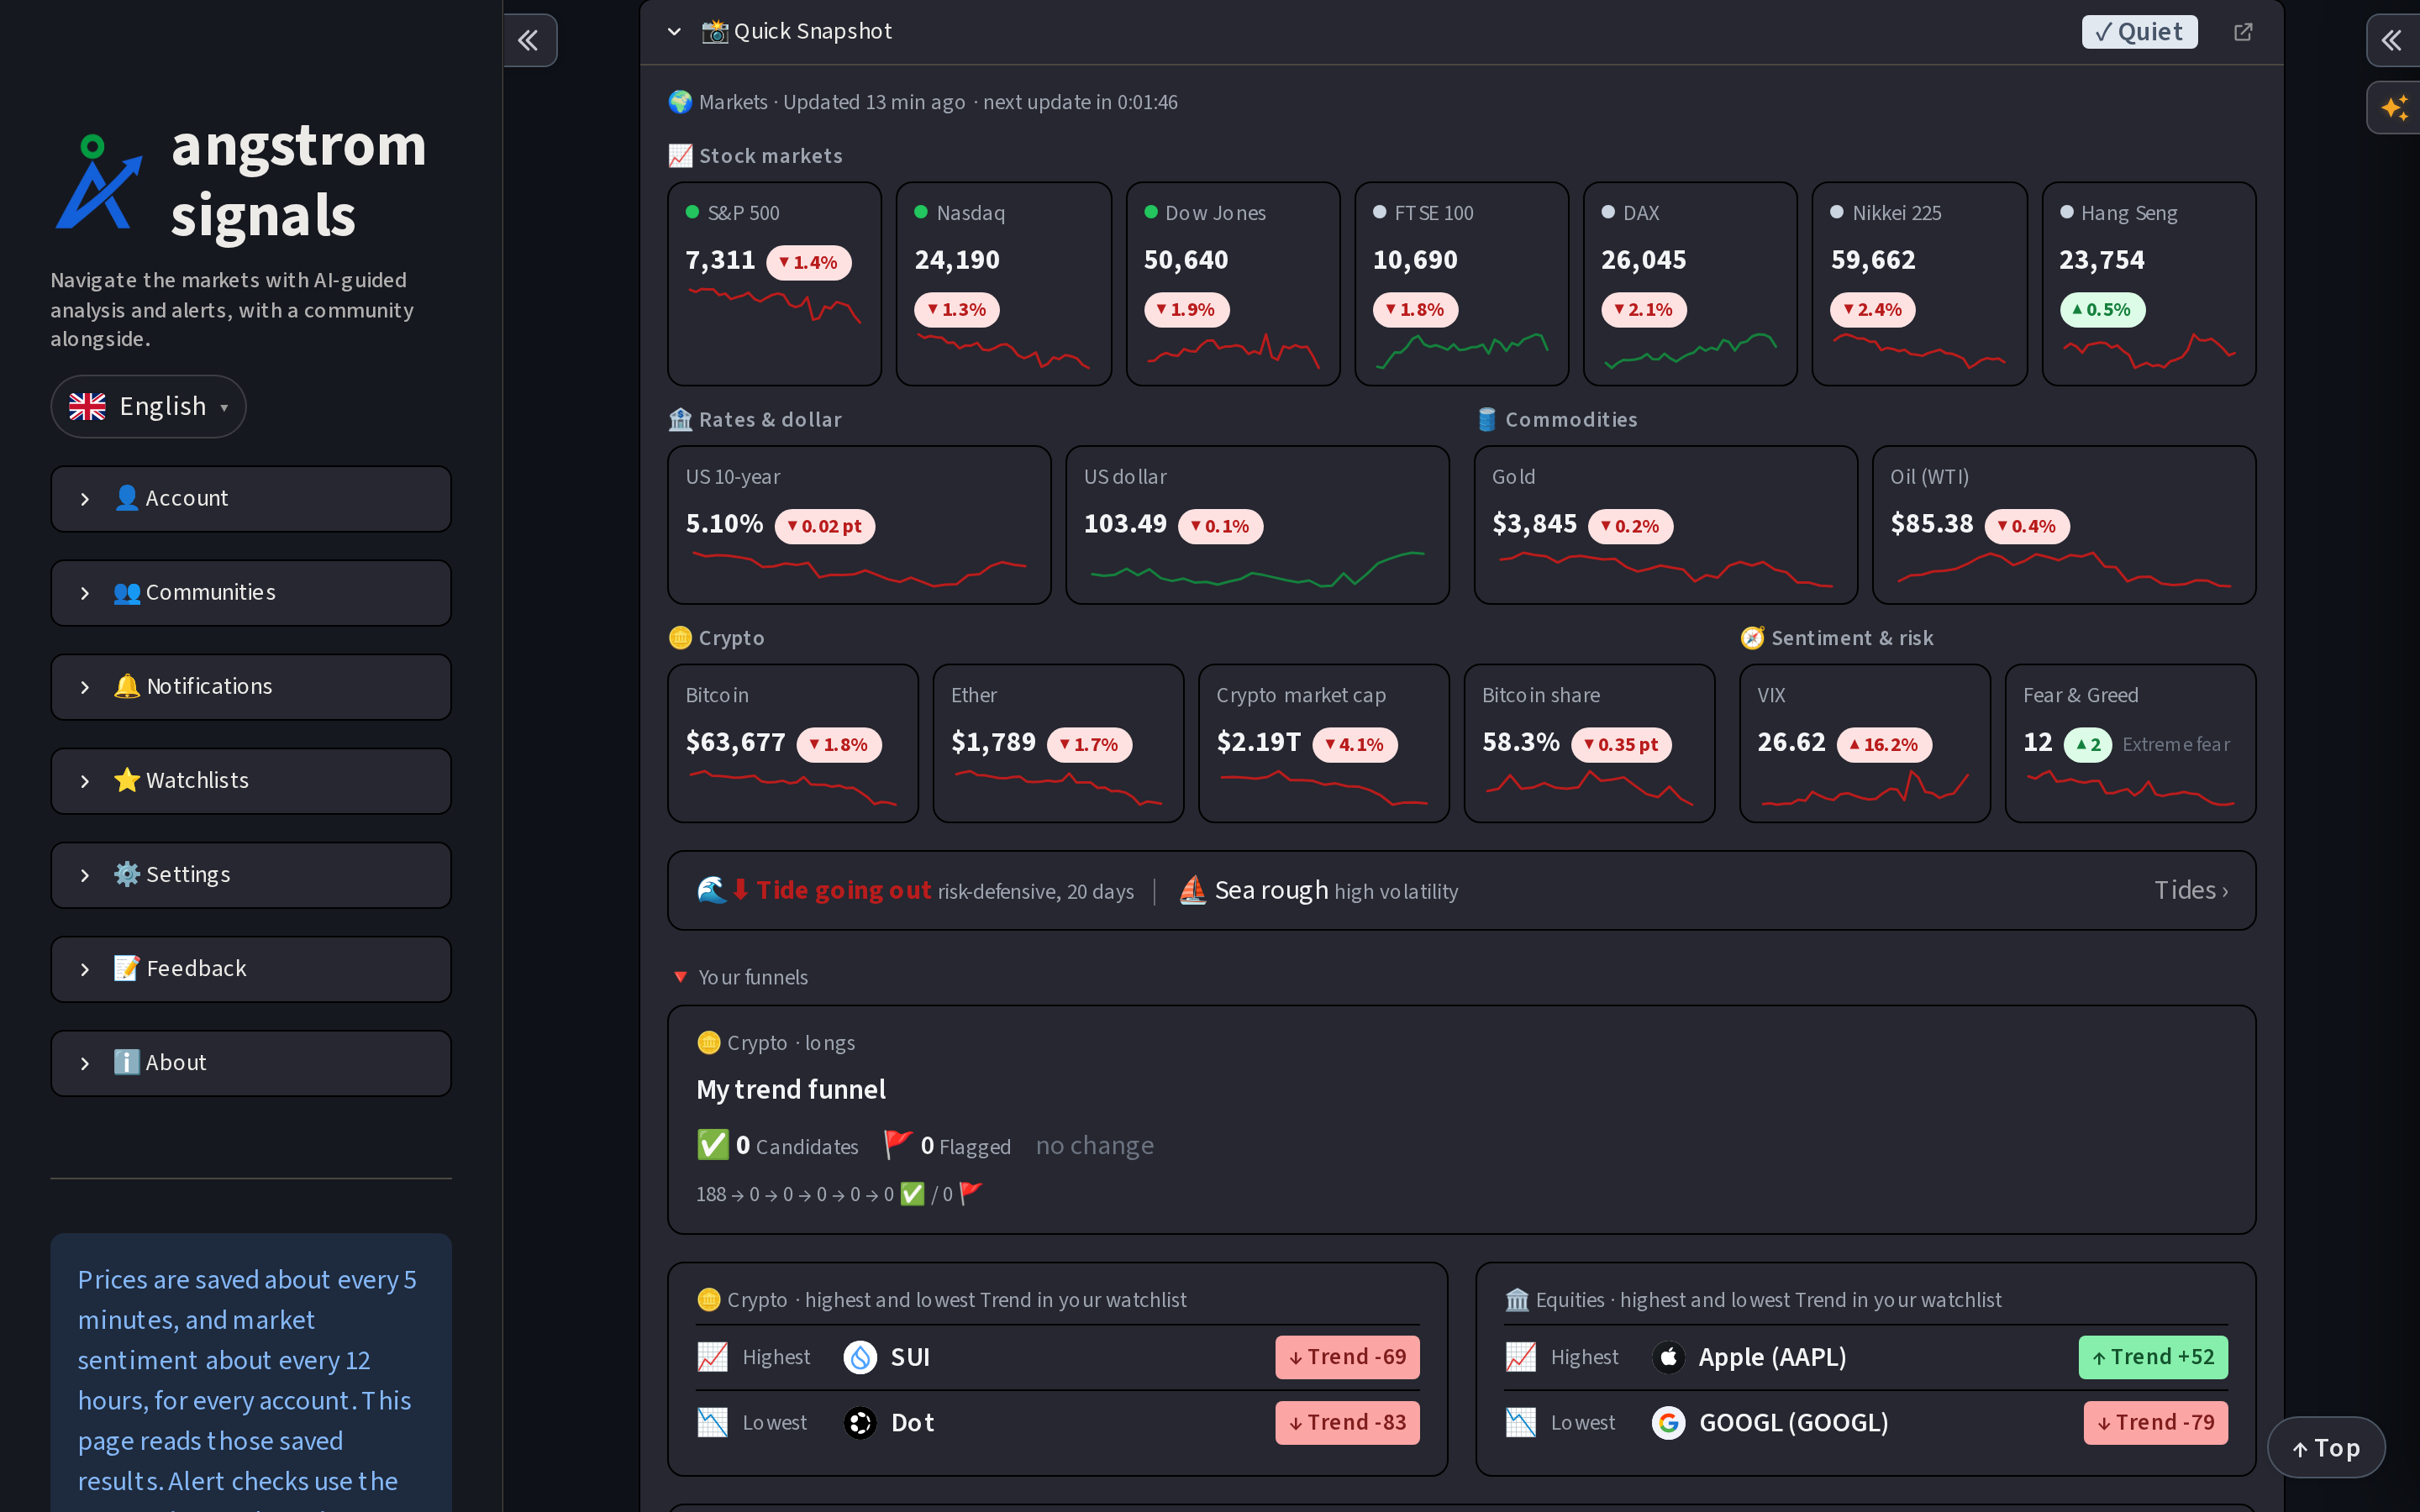 angstrom
signals
Navigate the markets with AI-guided
analysis and alerts, with a community
alongside.
English ▾
Account
Communities
Notifications
Watchlists
Settings
Feedback
About
Prices are saved about every 5
minutes, and market
sentiment about every 12
hours, for every account. This
page reads those saved
results. Alert checks use the
Quick Snapshot
✓ Quiet
Markets · Updated 13 min ago · next update in 0:01:46
Stock markets
S&P 500
7,311 ▼ 1.4%
Nasdaq
24,190
▼ 1.3%
Dow Jones
50,640
▼ 1.9%
FTSE 100
10,690
▼ 1.8%
DAX
26,045
▼ 2.1%
Nikkei 225
59,662
▼ 2.4%
Hang Seng
23,754
▲ 0.5%
Rates & dollar
US 10-year
5.10% ▼ 0.02 pt
US dollar
103.49 ▼ 0.1%
Commodities
Gold
$3,845 ▼ 0.2%
Oil (WTI)
$85.38 ▼ 0.4%
Crypto
Bitcoin
$63,677 ▼ 1.8%
Ether
$1,789 ▼ 1.7%
Crypto market cap
$2.19T ▼ 4.1%
Bitcoin share
58.3% ▼ 0.35 pt
Sentiment & risk
VIX
26.62 ▲ 16.2%
Fear & Greed
12 ▲ 2 Extreme fear
Tide going out risk-defensive, 20 days | Sea rough high volatility
Tides ›
Your funnels
Crypto · longs
My trend funnel
✅ 0 Candidates 🚩 0 Flagged no change
188 → 0 → 0 → 0 → 0 → 0 ✅ / 0 🚩
Crypto · highest and lowest Trend in your watchlist
Highest SUI ↓ Trend -69
Lowest Dot ↓ Trend -83
Equities · highest and lowest Trend in your watchlist
Highest Apple (AAPL) ↑ Trend +52
Lowest GOOGL (GOOGL) ↓ Trend -79
↑ Top